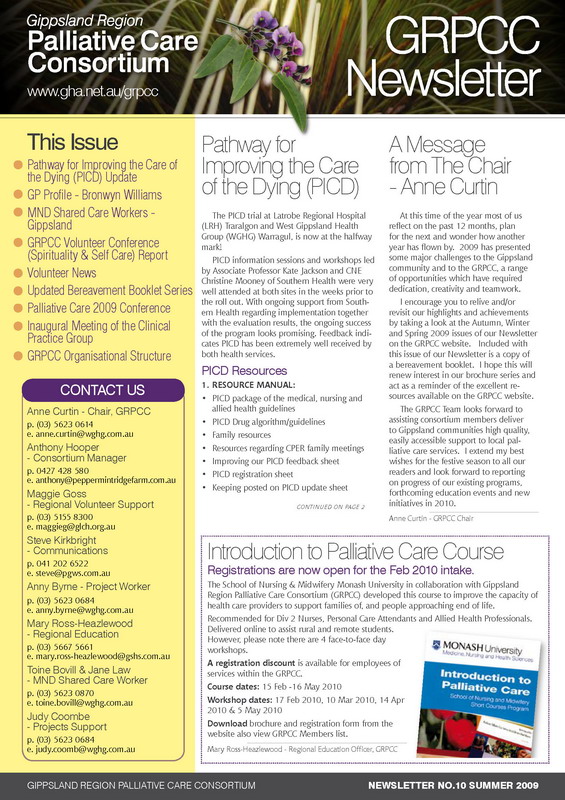 Gippsland Region
Palliative Care
Consortium
www.gha.net.au/grpcc
GRPCC
Newsletter
This Issue
Pathway for Improving the Care of
the Dying (PICD) Update
GP Profile - Bronwyn Williams
MND Shared Care Workers -
Gippsland
GRPCC Volunteer Conference
(Spirituality & Self Care) Report
Volunteer News
Updated Bereavement Booklet Series
Palliative Care 2009 Conference
Inaugural Meeting of the Clinical
Practice Group
GRPCC Organisational Structure
CONTACT US
Anne Curtin - Chair, GRPCC
p. (03) 5623 0614
e. anne.curtin@wghg.com.au
Anthony Hooper
- Consortium Manager
p. 0427 428 580
e. anthony@peppermintridgefarm.com.au
Maggie Goss
- Regional Volunteer Support
p. (03) 5155 8300
e. maggieg@glch.org.au
Steve Kirkbright
- Communications
p. 041 202 6522
e. steve@pgws.com.au
Anny Byrne - Project Worker
p. (03) 5623 0684
e. anny.byrne@wghg.com.au
Mary Ross-Heazlewood
- Regional Education
p. (03) 5667 5661
e. mary.ross-heazlewood@gshs.com.au
Toine Bovill & Jane Law
- MND Shared Care Worker
p. (03) 5623 0870
e. toine.bovill@wghg.com.au
Judy Coombe
- Projects Support
p. (03) 5623 0684
e. judy.coomb@wghg.com.au
Pathway for
Improving the Care
of the Dying (PICD)
The PICD trial at Latrobe Regional Hospital
(LRH) Traralgon and West Gippsland Health
Group (WGHG) Warragul, is now at the halfway
mark!
PICD information sessions and workshops led
by Associate Professor Kate Jackson and CNE
Christine Mooney of Southern Health were very
well attended at both sites in the weeks prior to
the roll out. With ongoing support from South-
ern Health regarding implementation together
with the evaluation results, the ongoing success
of the program looks promising. Feedback indi-
cates PICD has been extremely well received by
both health services.
PICD Resources
1. RESOURCE MANUAL:
• PICD package of the medical, nursing and
allied health guidelines
• PICD Drug algorithm/guidelines
• Family resources
• Resources regarding CPER family meetings
• Improving our PICD feedback sheet
• PICD registration sheet
• Keeping posted on PICD update sheet
CONTINUED ON PAGE 2
A Message
from The Chair
- Anne Curtin
At this time of the year most of us
reflect on the past 12 months, plan
for the next and wonder how another
year has flown by. 2009 has presented
some major challenges to the Gippsland
community and to the GRPCC, a range
of opportunities which have required
dedication, creativity and teamwork.
I encourage you to relive and/or
revisit our highlights and achievements
by taking a look at the Autumn, Winter
and Spring 2009 issues of our Newsletter
on the GRPCC website. Included with
this issue of our Newsletter is a copy of
a bereavement booklet. I hope this will
renew interest in our brochure series and
act as a reminder of the excellent re-
sources available on the GRPCC website.
The GRPCC Team looks forward to
assisting consortium members deliver
to Gippsland communities high quality,
easily accessible support to local pal-
liative care services. I extend my best
wishes for the festive season to all our
readers and look forward to reporting
on progress of our existing programs,
forthcoming education events and new
initiatives in 2010.
Anne Curtin - GRPCC Chair
Introduction to Palliative Care Course
Registrations are now open for the Feb 2010 intake.
The School of Nursing & Midwifery Monash University in collaboration with Gippsland
Region Palliative Care Consortium (GRPCC) developed this course to improve the capacity of
health care providers to support families of, and people approaching end of life.
Recommended for Div 2 Nurses, Personal Care Attendants and Allied Health Professionals.
Delivered online to assist rural and remote students.
However, please note there are 4 face-to-face day
workshops.
A registration discount is available for employees of
services within the GRPCC.
Course dates: 15 Feb -16 May 2010
Workshop dates: 17 Feb 2010, 10 Mar 2010, 14 Apr
2010 & 5 May 2010
Download brochure and registration form from the
website also view GRPCC Members list.
Mary Ross-Heazlewood - Regional Education Officer, GRPCC
MONASH University
Medicine, Nursing and Health Sciences
Introduction to
Palliative Care
School of Nursing and Midwifery
Short Courses Program
GIPPSLAND REGION PALLIATIVE CARE CONSORTIUM
NEWSLETTER NO.10 SUMMER 2009